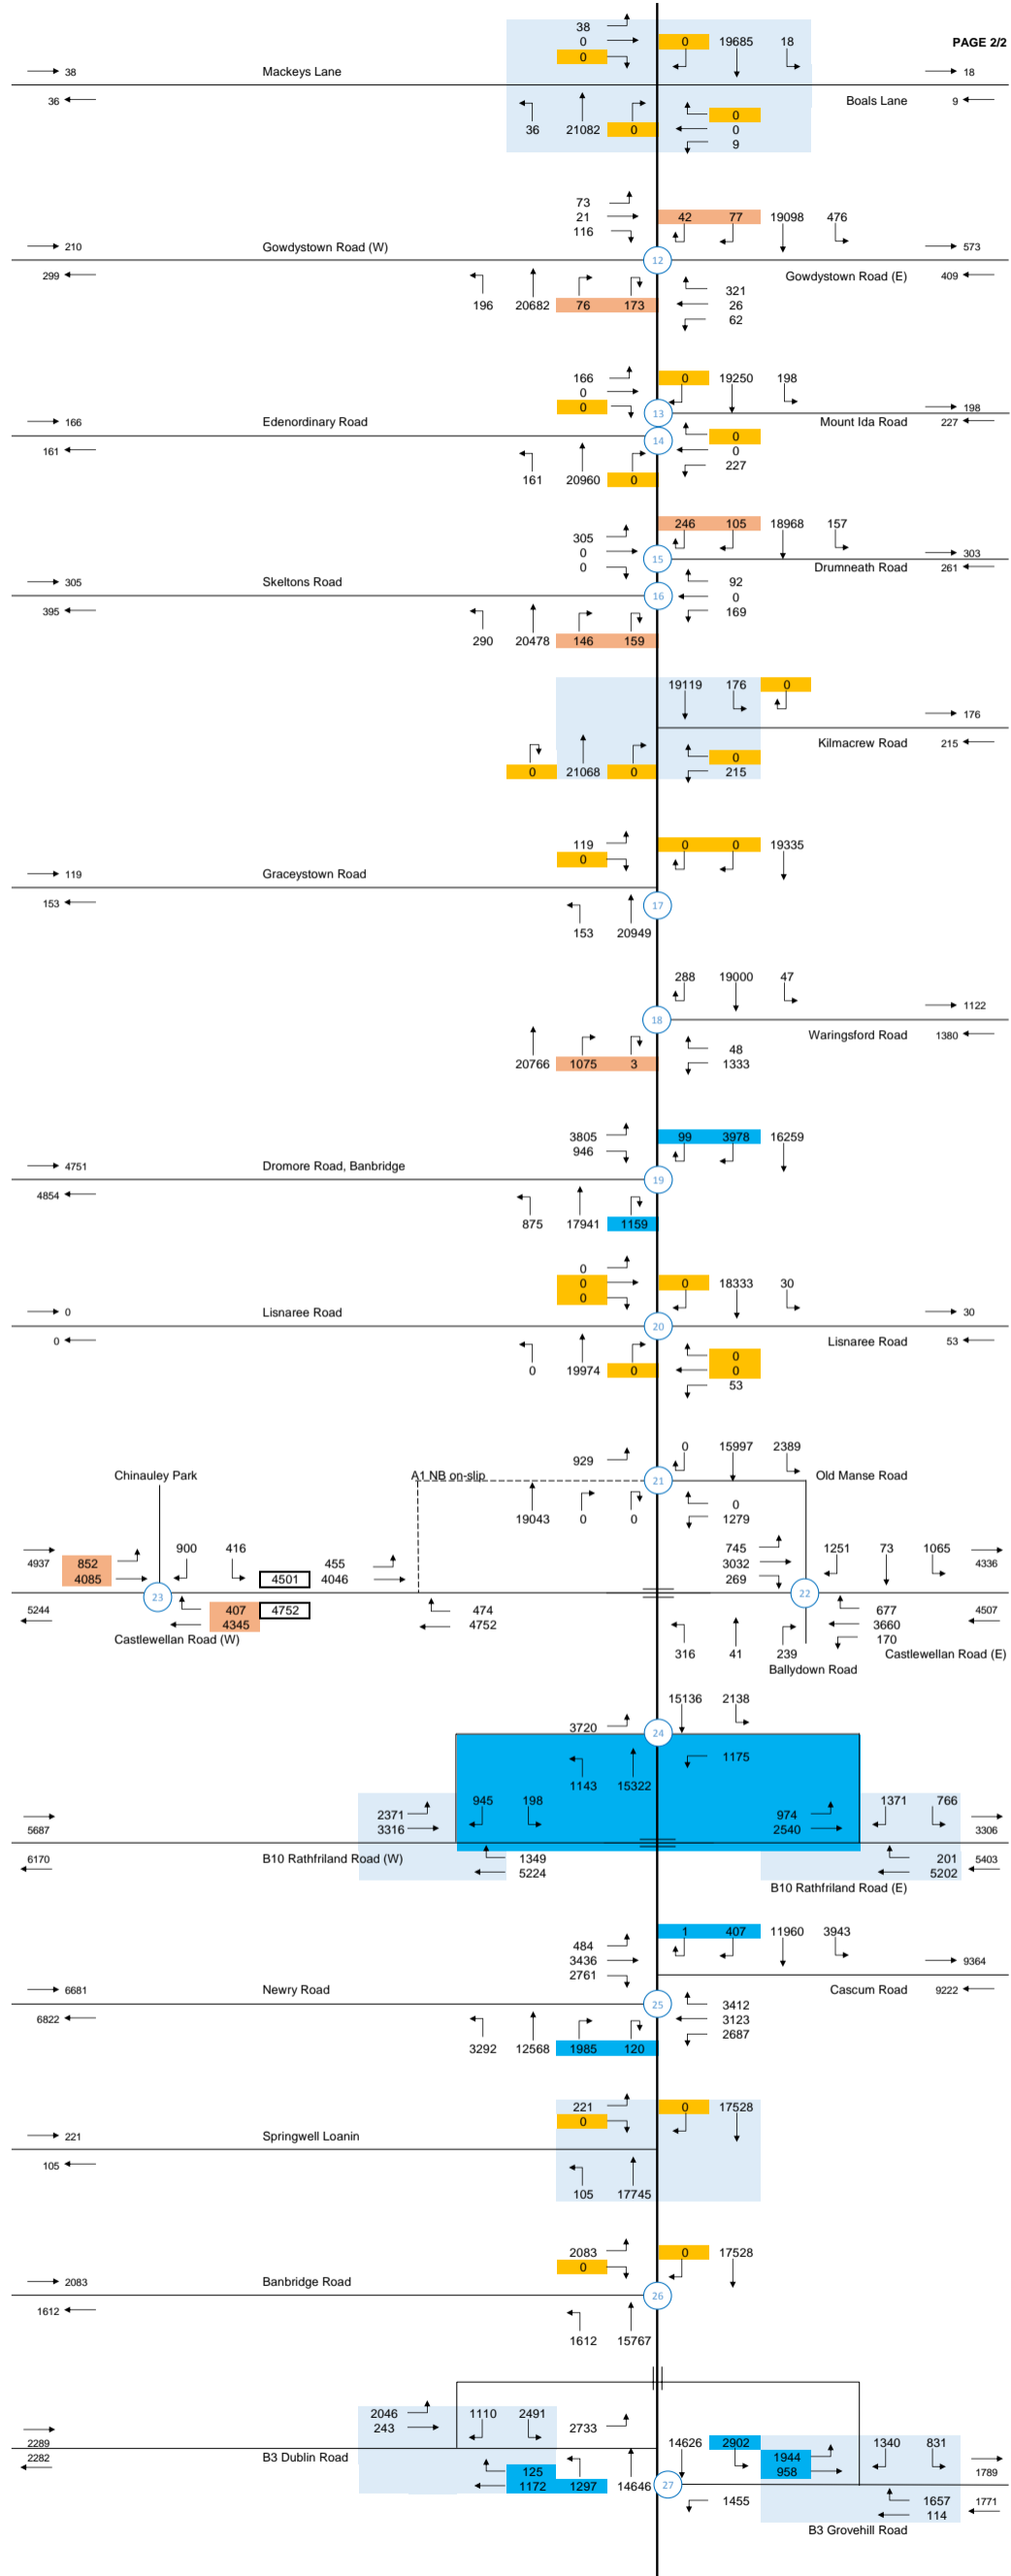 38
0 0 19685 18 PAGE 2/2
0
38 Mackeys Lane 18
36 Boals Lane 9
0
36 21082 0 0
9
73
21 42 77 19098 476
116
210 Gowdystown Road (W) 573
12
299 Gowdystown Road (E) 409
321
196 20682 76 173 26
62
166 0 19250 198
0
0 198
13
166 Edenordinary Road Mount Ida Road 227
14 0
161 0
227
161 20960 0
246 105 18968 157
305
0 15 303
0 Drumneath Road 261
305 Skeltons Road 92
16 0
395 169
290 20478 146 159
19119 176 0
176
Kilmacrew Road 215
0
0 21068 0 215
119 0 0 19335
0
119 Graceystown Road
153 17
153 20949
288 19000 47
1122
18
Waringsford Road 1380
48
20766 1075 3 1333
3805 99 3978 16259
946
4751 Dromore Road, Banbridge
19
4854
875 17941 1159
0
0 0 18333 30
0
0 Lisnaree Road 30
20
0 Lisnaree Road 53
0
0 19974 0 0
53
0 15997 2389
929
Chinauley Park A1 NB on-slip 21 Old Manse Road
0
19043 0 0 1279
900 416 745 1251 73 1065
4937 852 455 3032 4336
4085 4501 4046 269
23 22
5244 407 4752 474 677 4507
4345 4752 3660
Castlewellan Road (W) 170
316 41 239 Castlewellan Road (E)
Ballydown Road
15136 2138
3720 24
1175
1143 15322
945 198 1371 766
2371 974
5687 3316 2540 3306
6170 B10 Rathfriland Road (W) 1349 201 5403
5224 5202
B10 Rathfriland Road (E)
1 407 11960 3943
484
3436 9364
2761
6681 Newry Road Cascum Road 9222
25 3412
6822 3123
3292 12568 1985 120 2687
221 0 17528
0
221 Springwell Loanin
105
105 17745
2083 0 17528
0
2083 Banbridge Road
26
1612
1612 15767
2046 1110 2491
243 2733
2289 14626 2902 1340 831
2282 B3 Dublin Road 1944
125 958 1789
1172 1297 14646 27
1455 1657 1771
114
B3 Grovehill Road